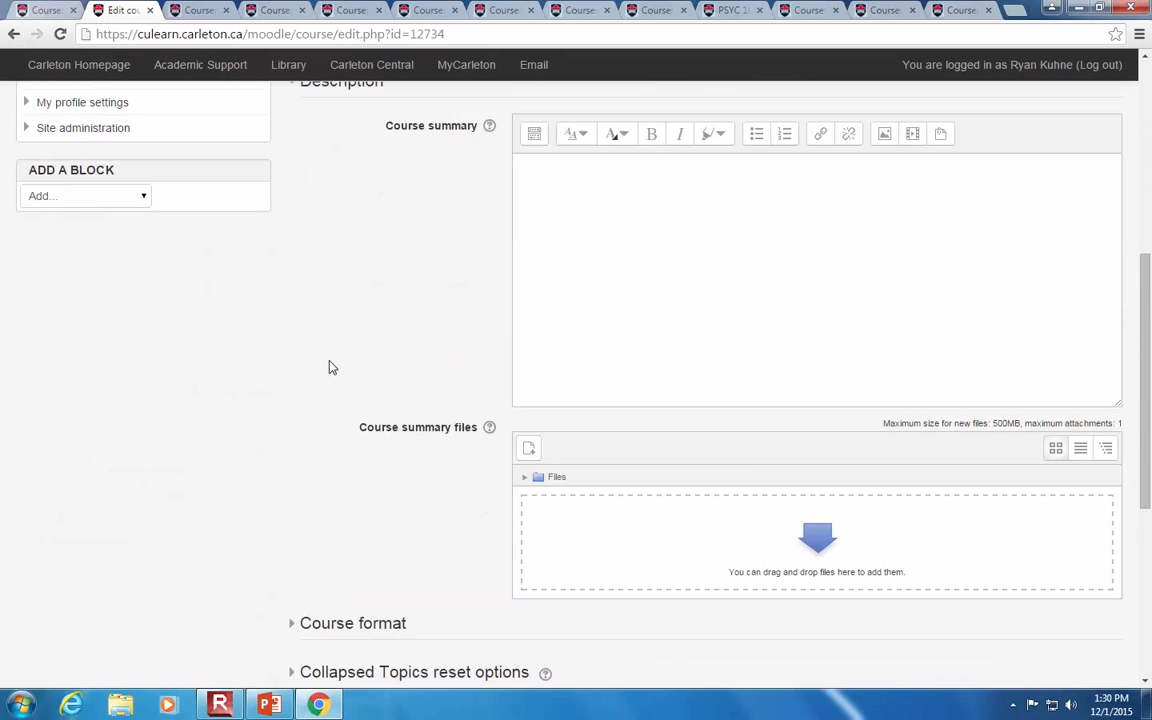 Course:
Edit co
Course:
Course:
Course:
Course:
Course:
Course:
Course:
PSYC 1
Course:
Course:
Course:
https://culearn.carleton.ca/moodle/course/edit.php?id=12734
Carleton Homepage Academic Support Library Carleton Central MyCarleton Email You are logged in as Ryan Kuhne (Log out)
Description
My profile settings
Site administration
Course summary
ADD A BLOCK
Add...
Course summary files
Maximum size for new files: 500MB, maximum attachments: 1
Files
You can drag and drop files here to add them.
Course format
Collapsed Topics reset options
1:30 PM
12/1/2015